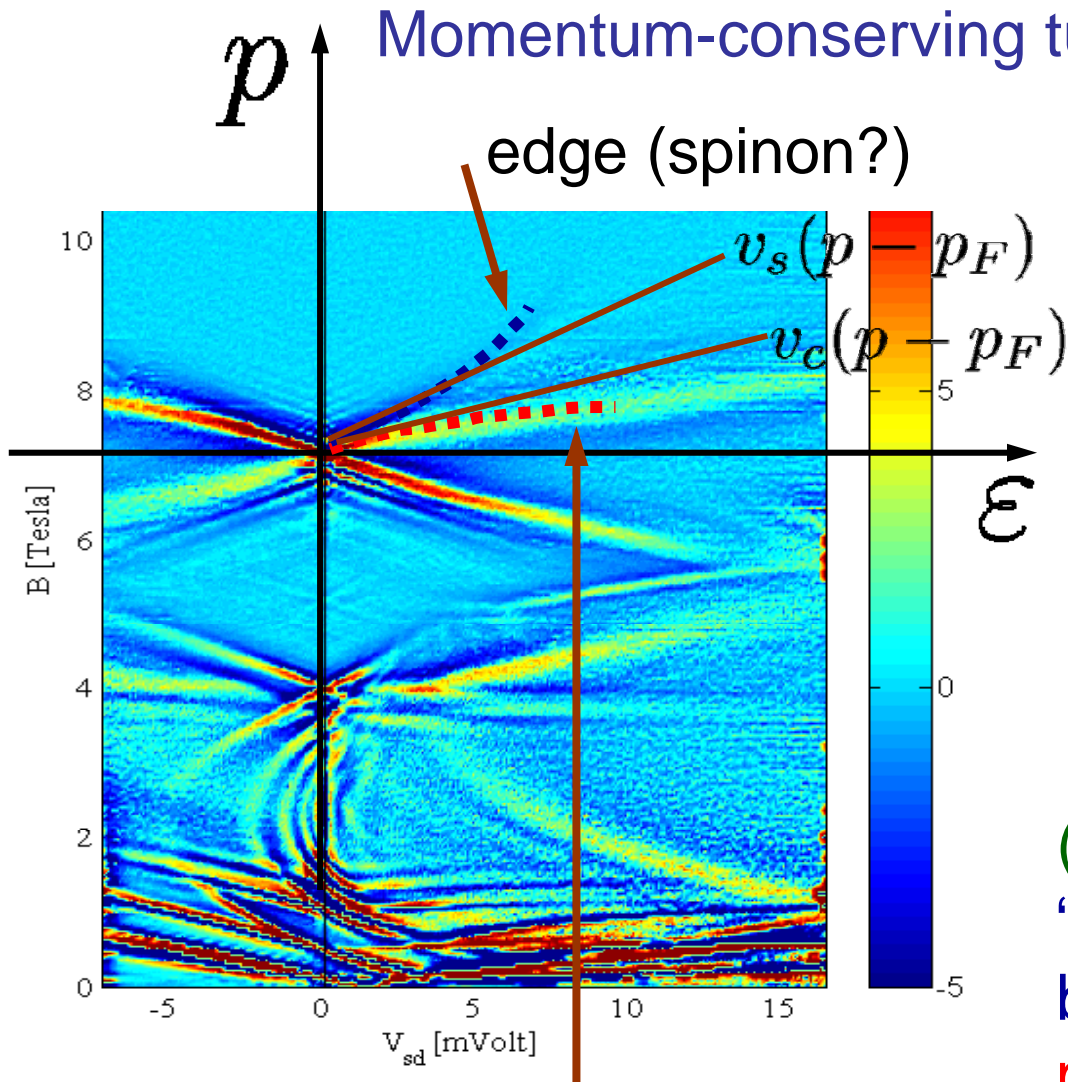 Momentum-conserving
p
edge (spinon?)
v_s(p − p_F)
v_c(p − p_F)
ε
10
8
6
4
2
0
B [Tesla]
-5
0
5
10
15
V_sd [mVolt]
5
0
-5
(
“